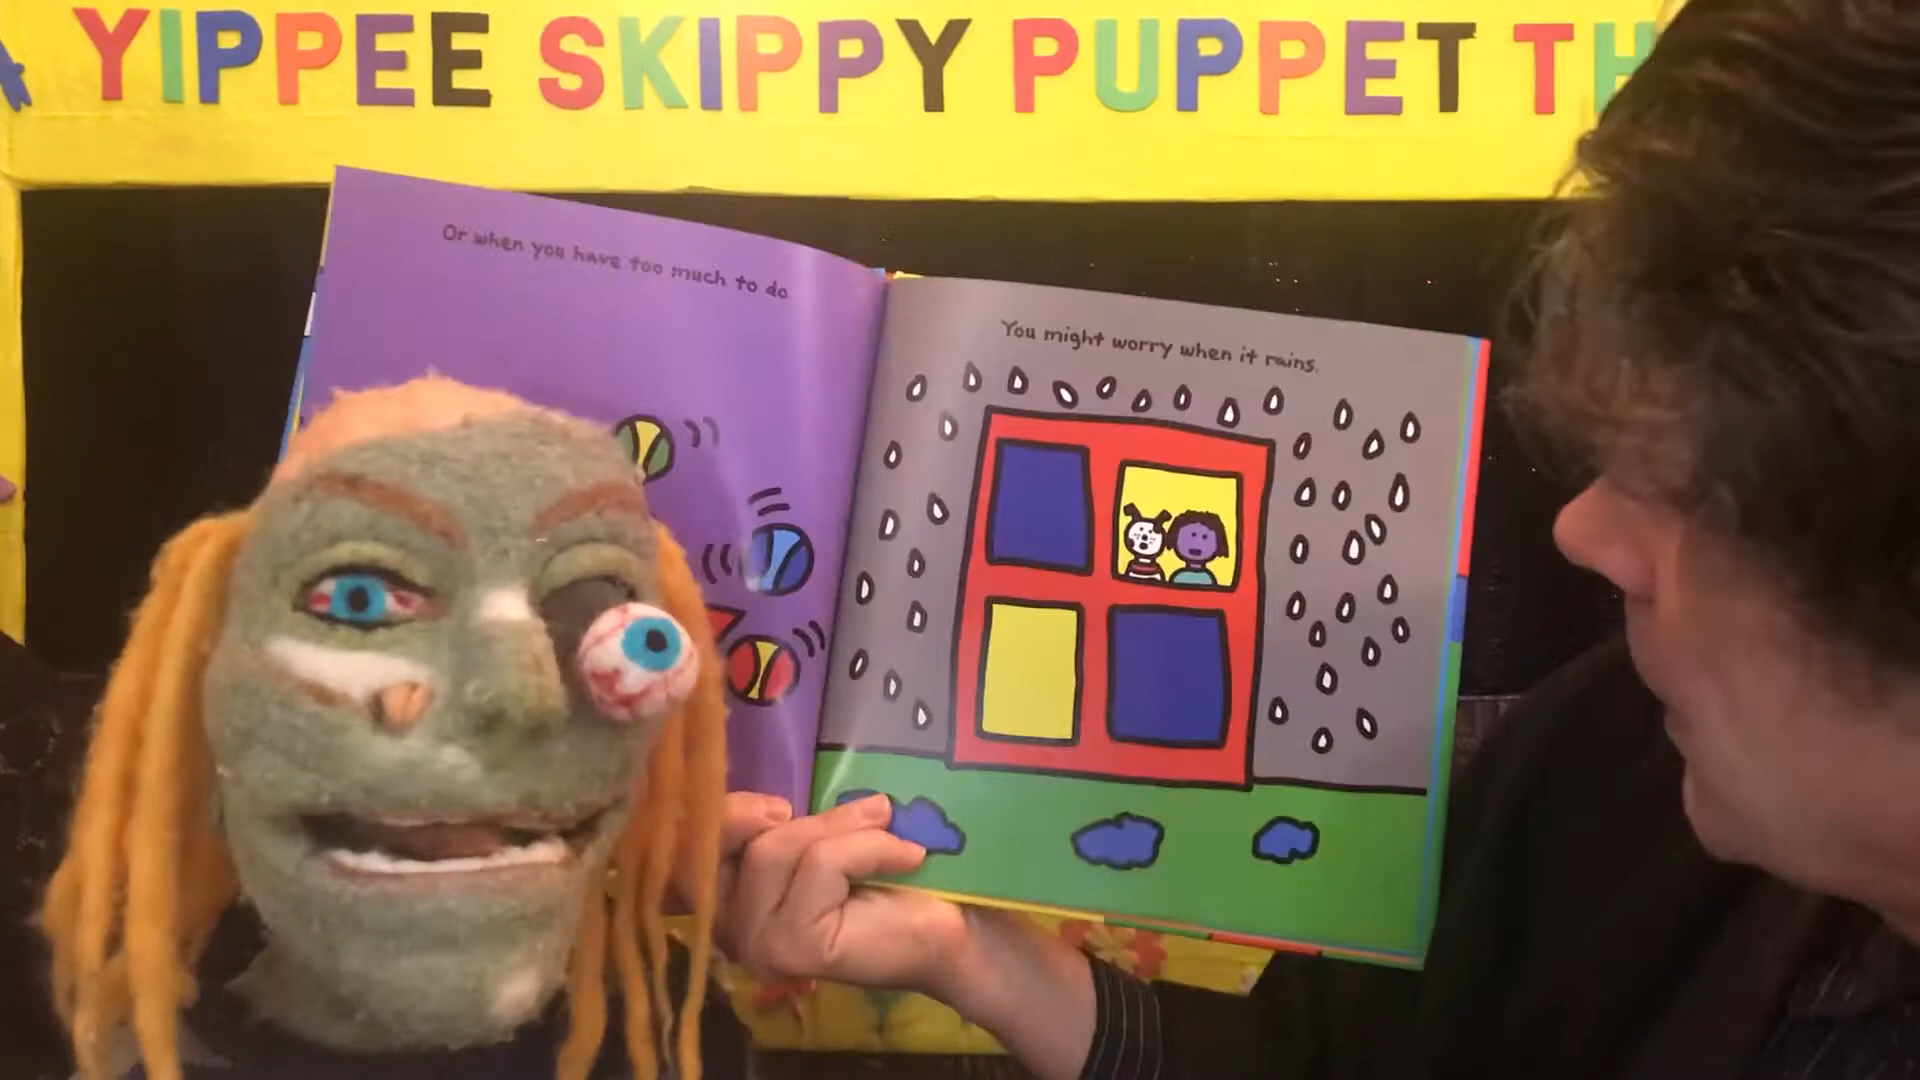 YIPPEE SKIPPY PUPPET TH
Or when you have too much to do.
You might worry when it rains.